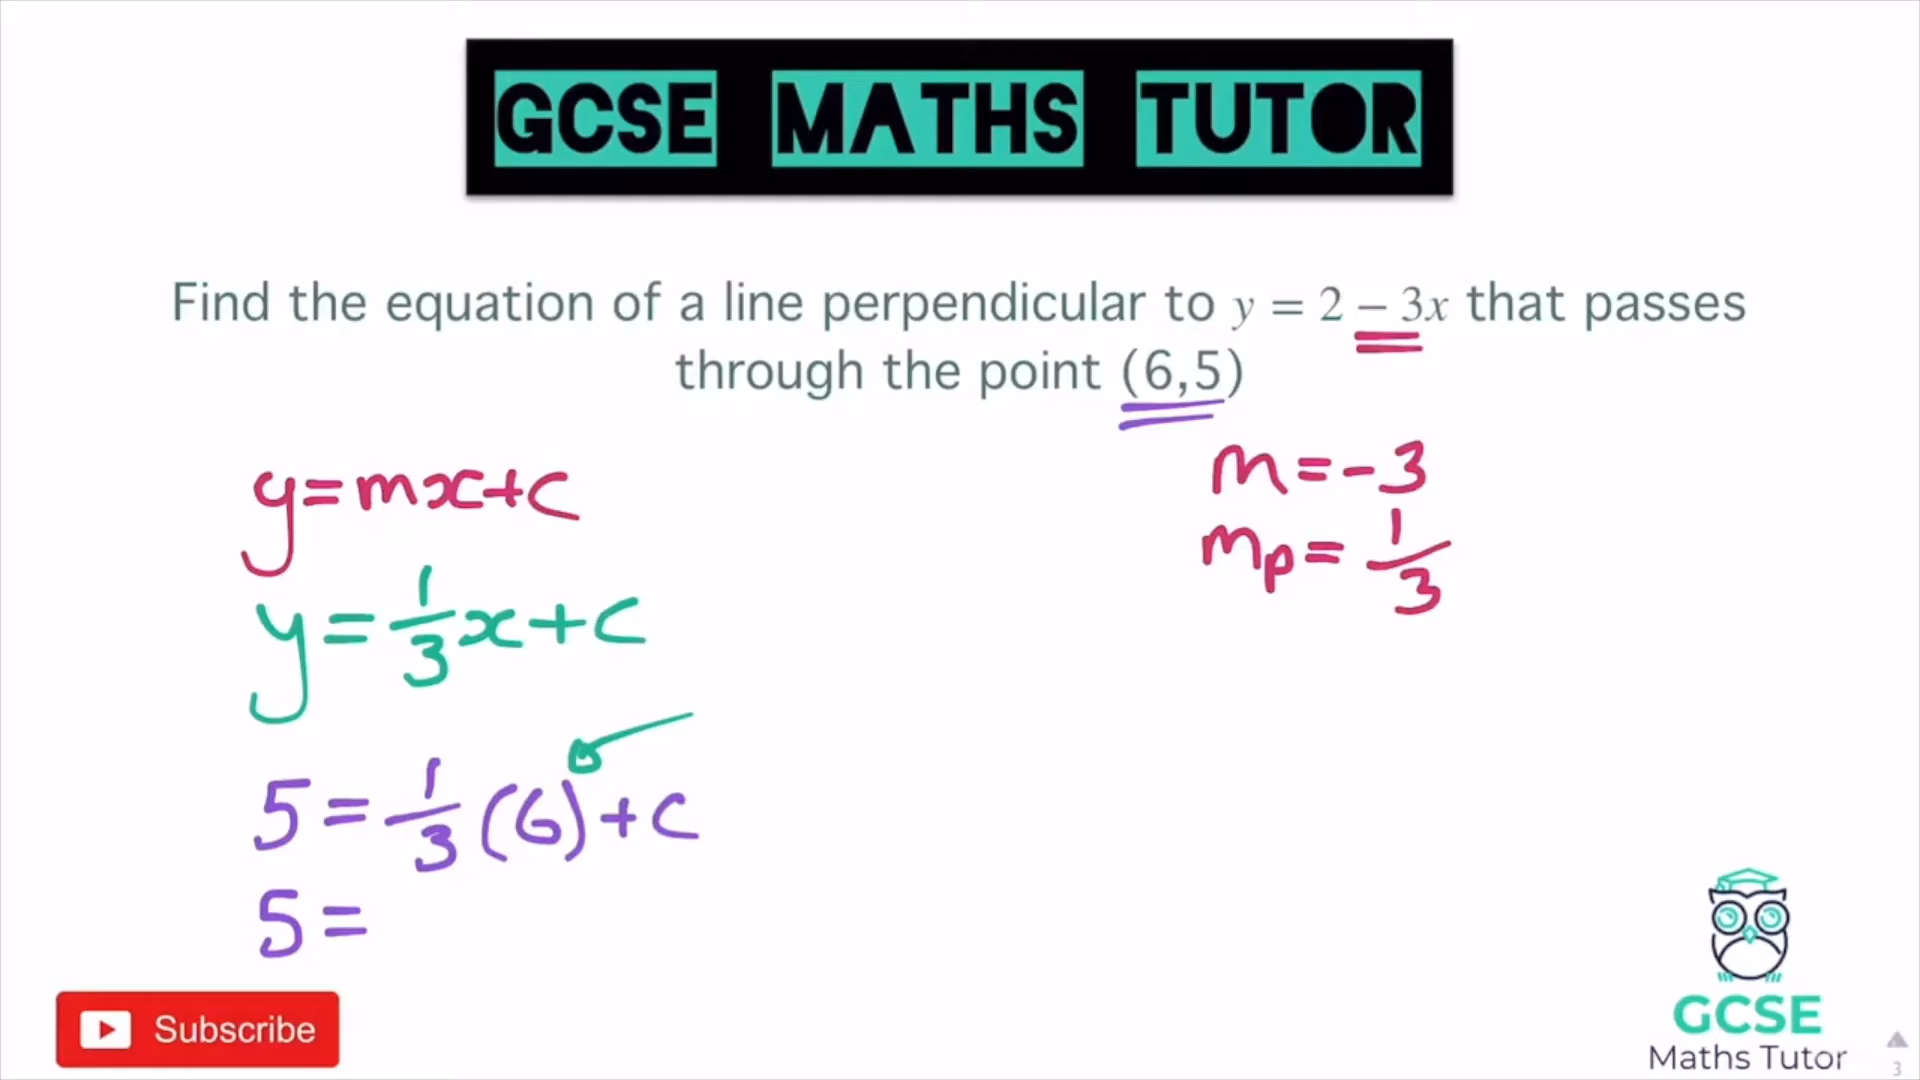 GCSE MATHS TUTOR
Find the equation of a line perpendicular to y = 2 − 3x that passes
through the point (6,5)
y=mx+c
m=-3
mp=1/3
y=1/3x+c
5=1/3(6)+c
5=
Subscribe
GCSE
Maths Tutor
3